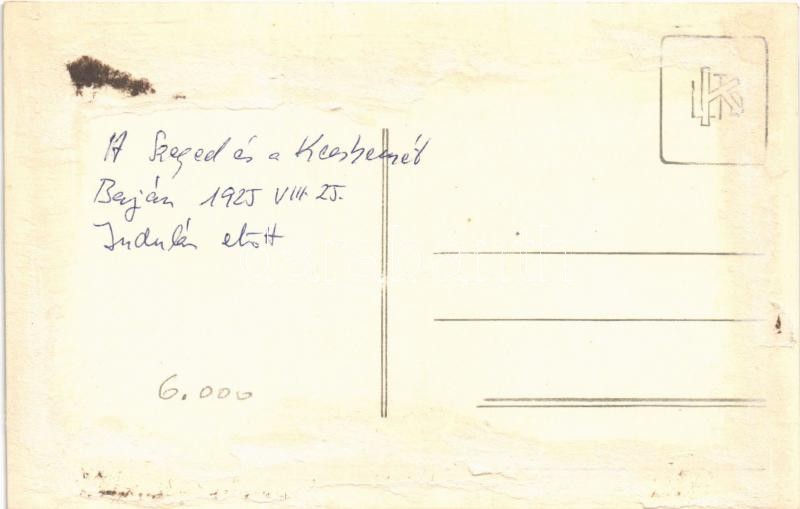 A Szeged és a Kecskemét
Baján 1925 VIII 25.
Indulás előtt
6.000